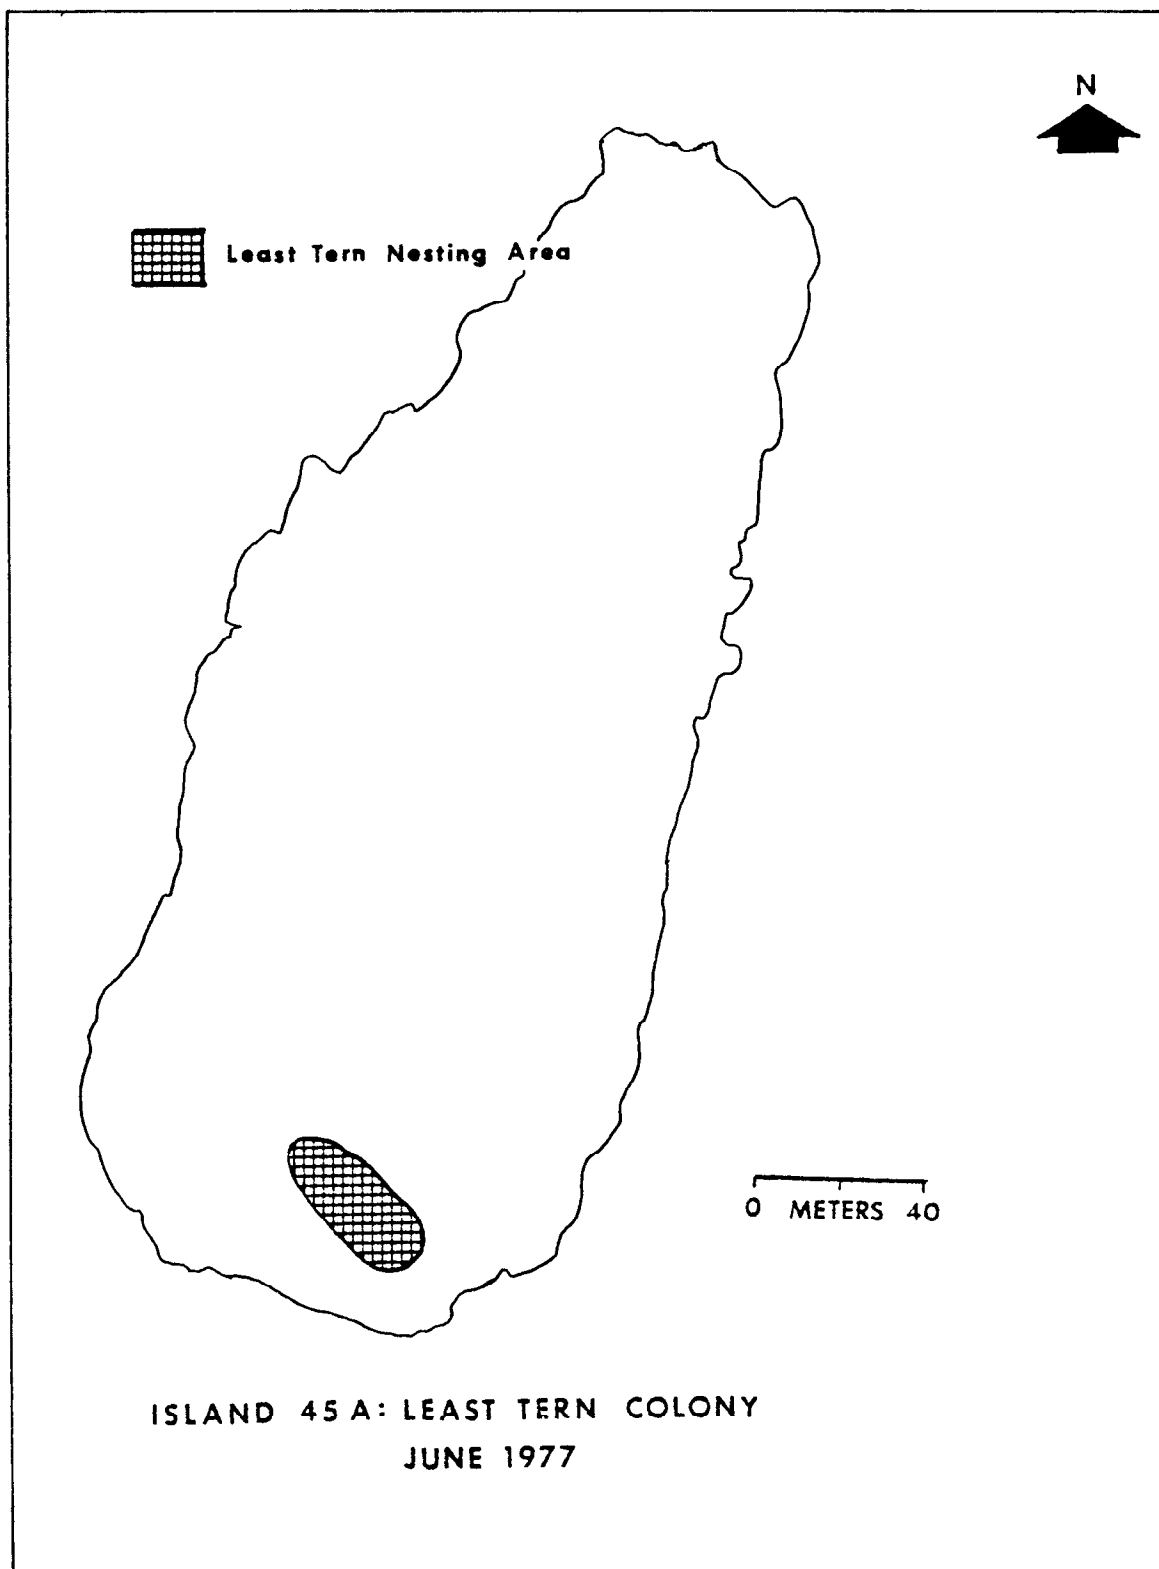 N
Least Tern Nesting Area
0 METERS 40
ISLAND 45 A: LEAST TERN COLONY
JUNE 1977